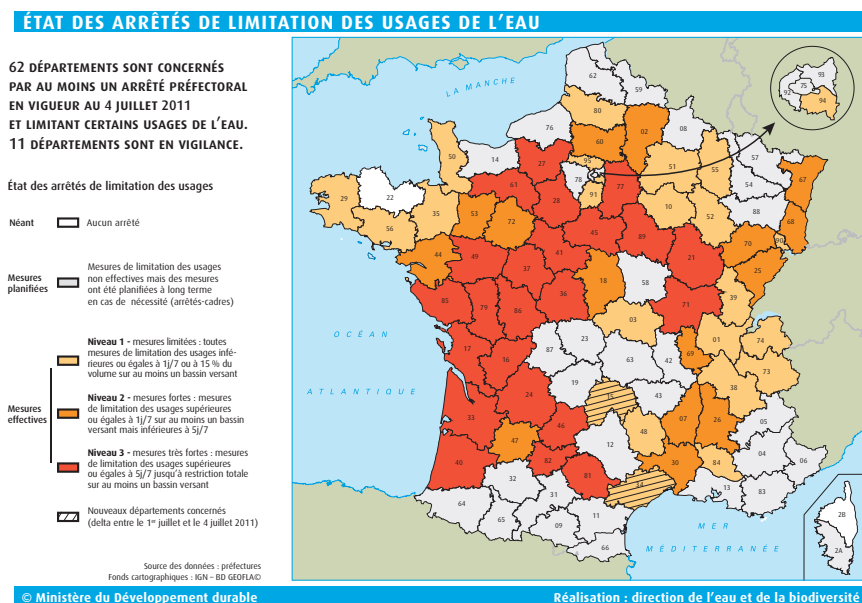 ÉTAT DES ARRÊTÉS DE LIMITATION DES USAGES DE L'EAU
62 DÉPARTEMENTS SONT CONCERNÉS
PAR AU MOINS UN ARRÊTÉ PRÉFECTORAL
EN VIGUEUR AU 4 JUILLET 2011
ET LIMITANT CERTAINS USAGES DE L'EAU.
11 DÉPARTEMENTS SONT EN VIGILANCE.
État des arrêtés de limitation des usages
Néant
Aucun arrêté
Mesures
planifiées
Mesures de limitation des usages
non effectives mais des mesures
ont été planifiées à long terme
en cas de nécessité (arrêtés-cadres)
Mesures
effectives
Niveau 1 - mesures limitées : toutes
mesures de limitation des usages infé-
rieures ou égales à 1j/7 ou à 15 % du
volume sur au moins un bassin versant
Niveau 2 - mesures fortes : mesures
de limitation des usages supérieures
ou égales à 1j/7 sur au moins un bassin
versant mais inférieures à 5j/7
Niveau 3 - mesures très fortes : mesures
de limitation des usages supérieures
ou égales à 5j/7 jusqu'à restriction totale
sur au moins un bassin versant
Nouveaux départements concernés
(delta entre le 1er juillet et le 4 juillet 2011)
Source des données : préfectures
Fonds cartographiques : IGN – BD GEOFLA©
LA MANCHE
OCÉAN
ATLANTIQUE
MER
MÉDITERRANÉE
62
59
80
76
60
02
08
50
14
27
95
51
55
57
67
61
78
77
91
54
29
22
35
53
72
28
10
52
88
68
56
45
89
70
90
44
49
41
21
25
37
18
58
85
79
86
36
71
39
03
17
16
87
23
63
42
69
01
74
73
19
24
15
43
38
33
46
48
07
26
05
47
12
40
82
81
34
30
84
04
06
32
31
13
83
64
65
09
11
66
93
75
92
94
2B
2A
© Ministère du Développement durable
Réalisation : direction de l'eau et de la biodiversité